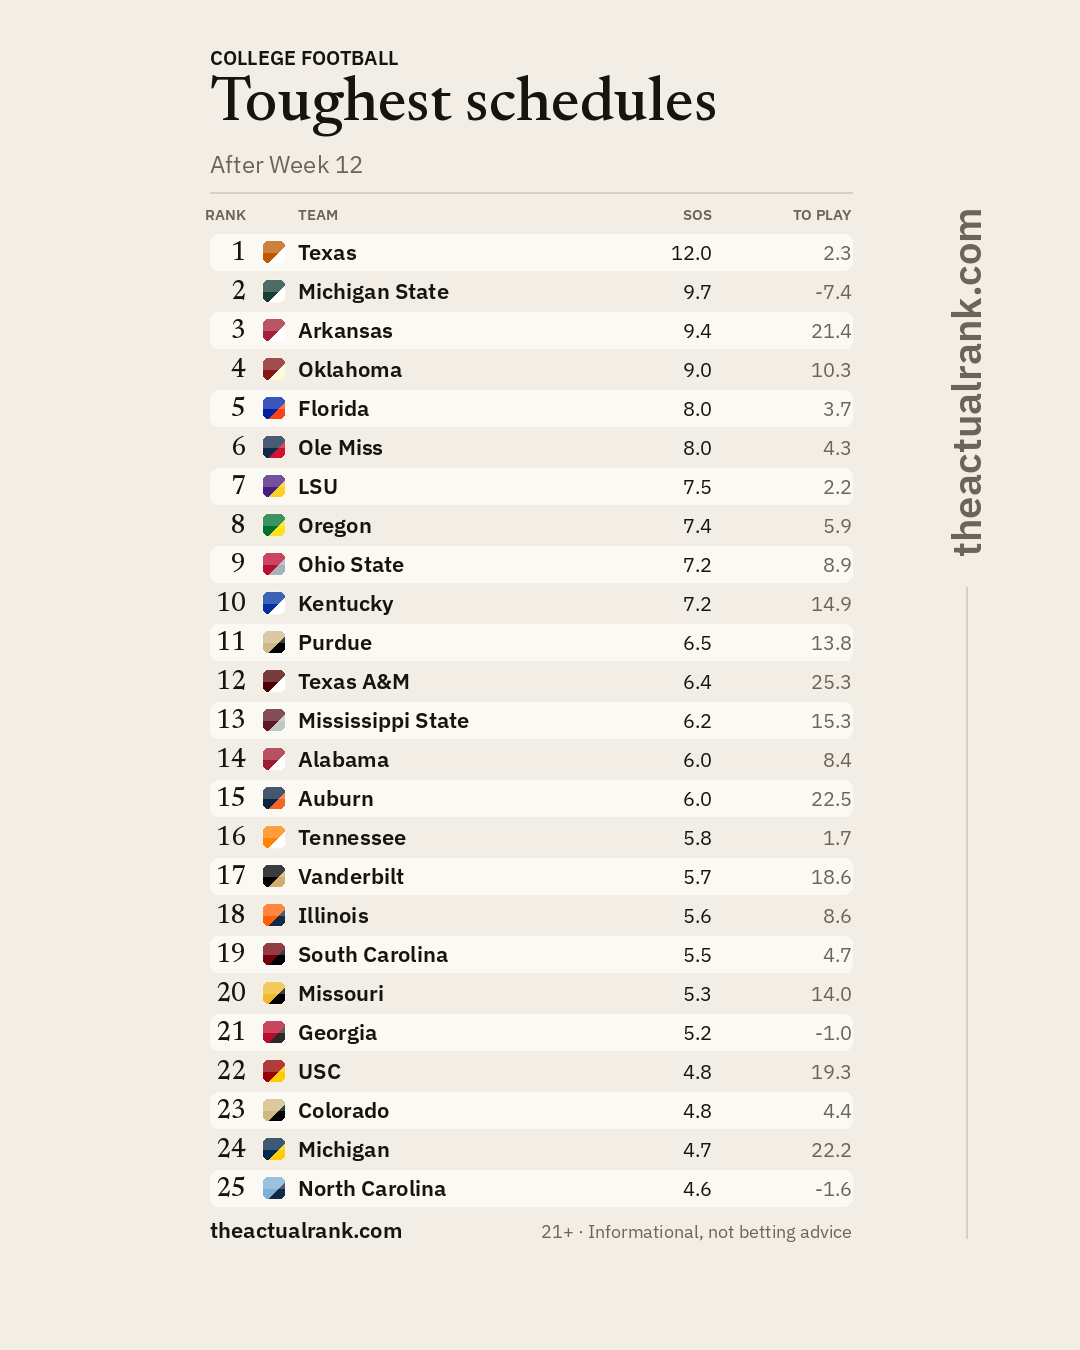 COLLEGE FOOTBALL
Toughest schedules
After Week 12
RANK TEAM SOS TO PLAY
1 Texas 12.0 2.3
2 Michigan State 9.7 -7.4
3 Arkansas 9.4 21.4
4 Oklahoma 9.0 10.3
5 Florida 8.0 3.7
6 Ole Miss 8.0 4.3
7 LSU 7.5 2.2
8 Oregon 7.4 5.9
9 Ohio State 7.2 8.9
10 Kentucky 7.2 14.9
11 Purdue 6.5 13.8
12 Texas A&M 6.4 25.3
13 Mississippi State 6.2 15.3
14 Alabama 6.0 8.4
15 Auburn 6.0 22.5
16 Tennessee 5.8 1.7
17 Vanderbilt 5.7 18.6
18 Illinois 5.6 8.6
19 South Carolina 5.5 4.7
20 Missouri 5.3 14.0
21 Georgia 5.2 -1.0
22 USC 4.8 19.3
23 Colorado 4.8 4.4
24 Michigan 4.7 22.2
25 North Carolina 4.6 -1.6
theactualrank.com 21+ · Informational, not betting advice
theactualrank.com